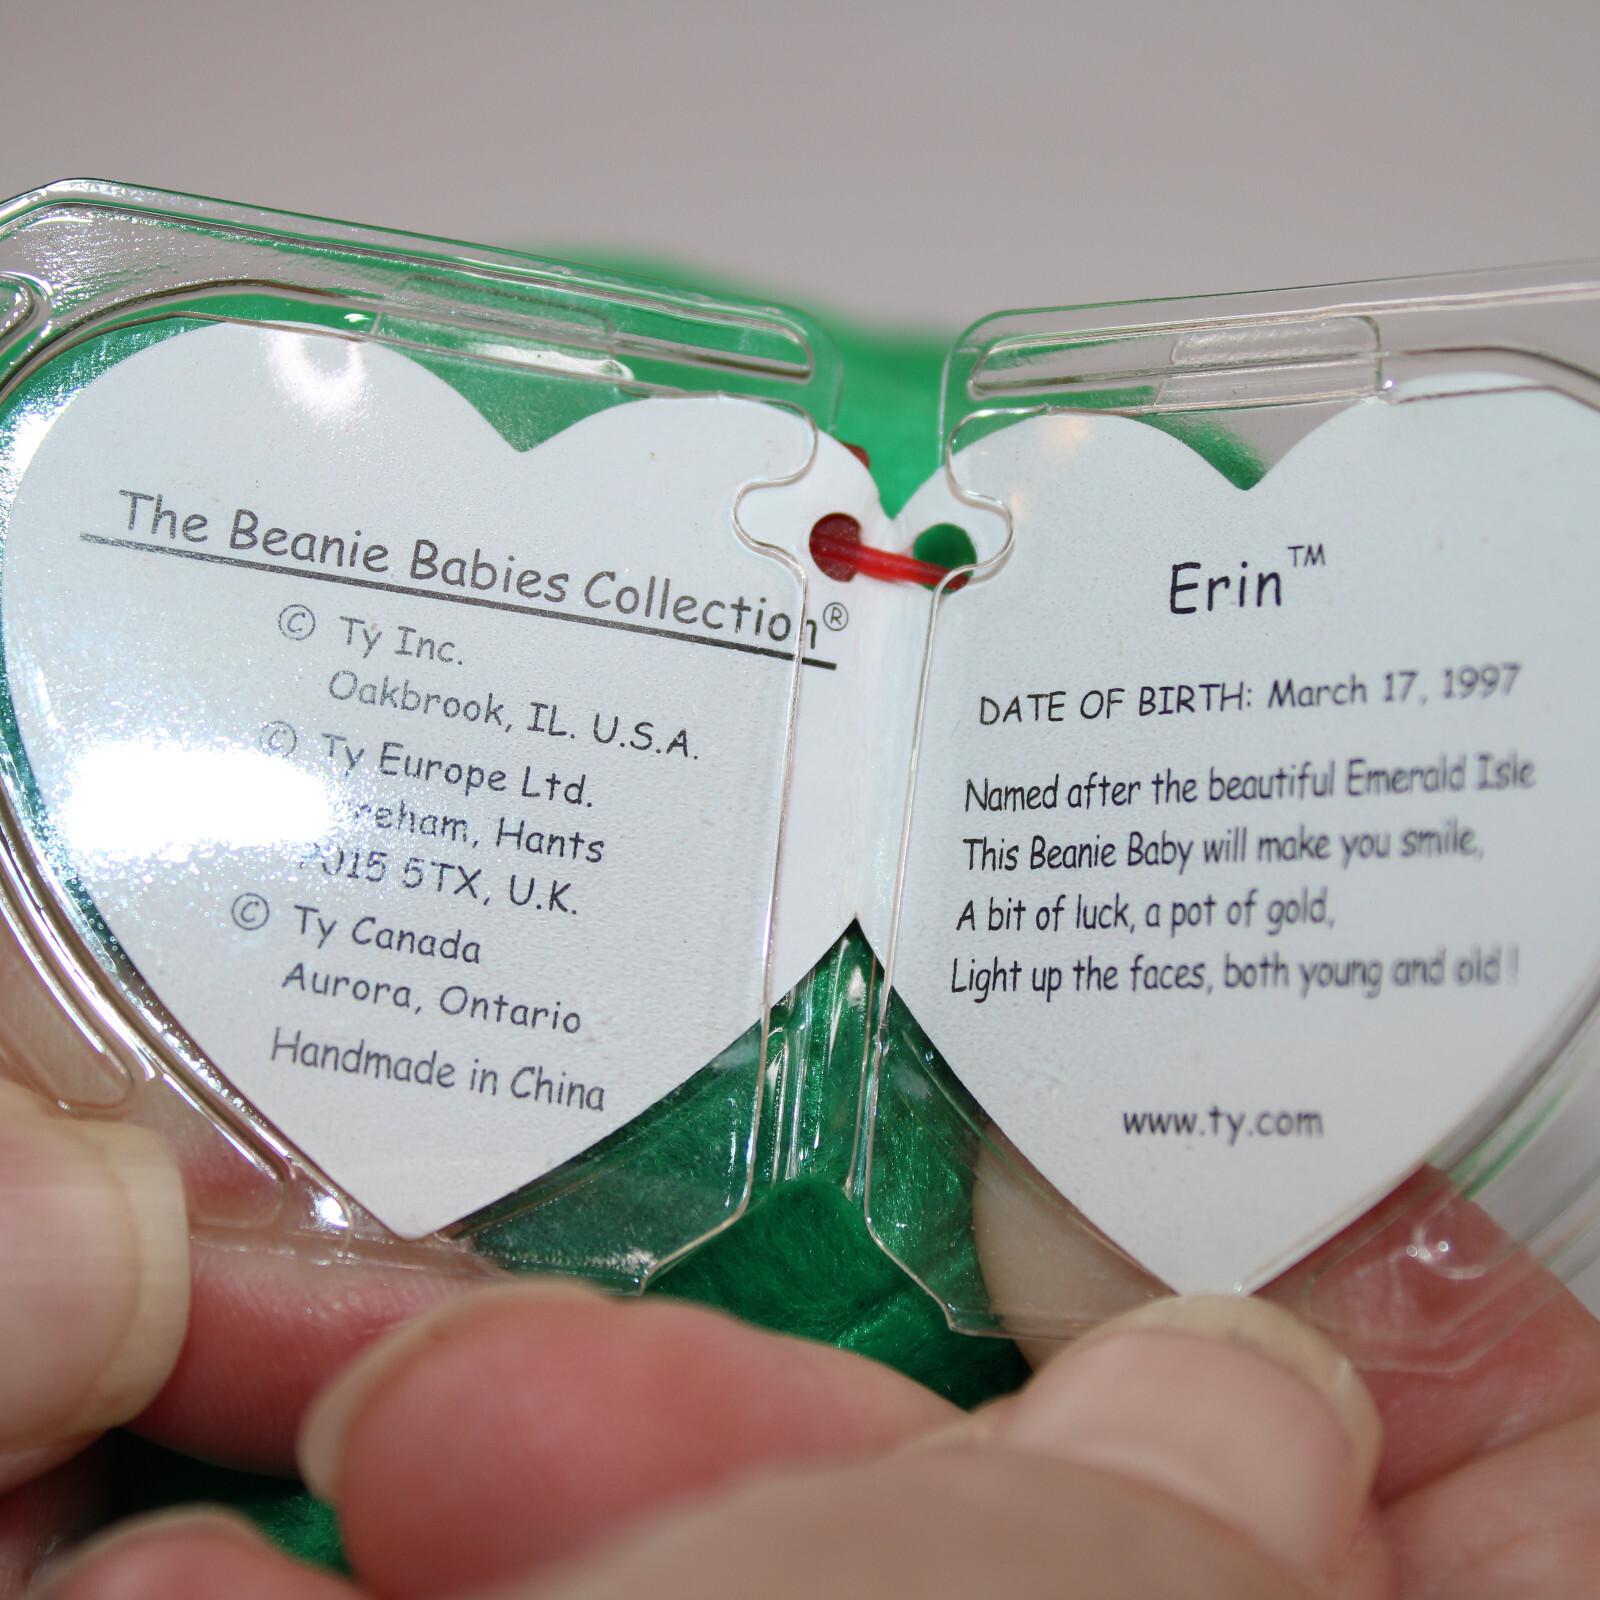 The Beanie Babies Collection®
© Ty Inc.
Oakbrook, IL. U.S.A.
© Ty Europe Ltd.
Hants
5TX, U.K.
© Ty Canada
Aurora, Ontario
Handmade in China
Erin™
DATE OF BIRTH: March 17, 1997
Named after the beautiful Emerald Isle
This Beanie Baby will make you smile,
A bit of luck, a pot of gold,
Light up the faces, both young and old !
www.ty.com